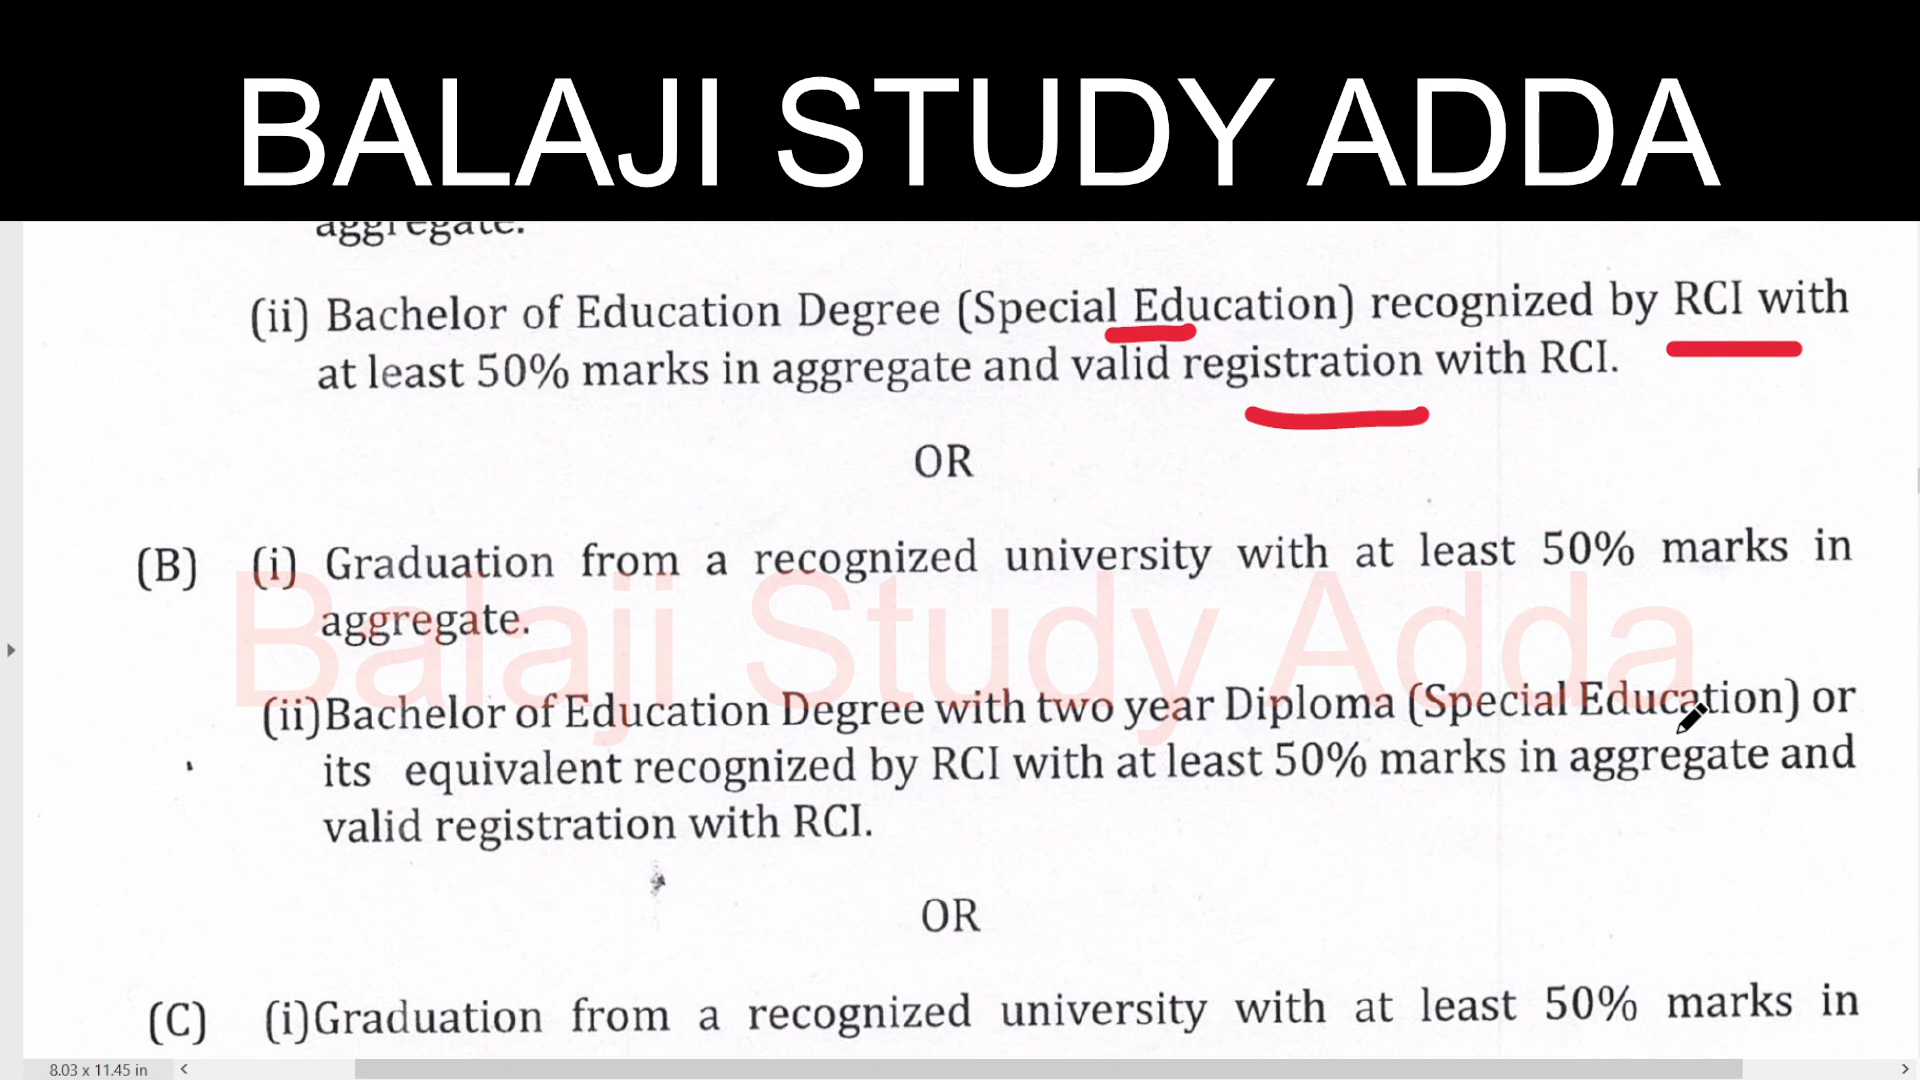 BALAJI STUDY ADDA
aggregate.
(ii) Bachelor of Education Degree (Special Education) recognized by RCI with
at least 50% marks in aggregate and valid registration with RCI.
OR
(B) (i) Graduation from a recognized university with at least 50% marks in
aggregate.
Balaji Study Adda
(ii)Bachelor of Education Degree with two year Diploma (Special Education) or
its equivalent recognized by RCI with at least 50% marks in aggregate and
valid registration with RCI.
OR
(C) (i)Graduation from a recognized university with at least 50% marks in
8.03 x 11.45 in